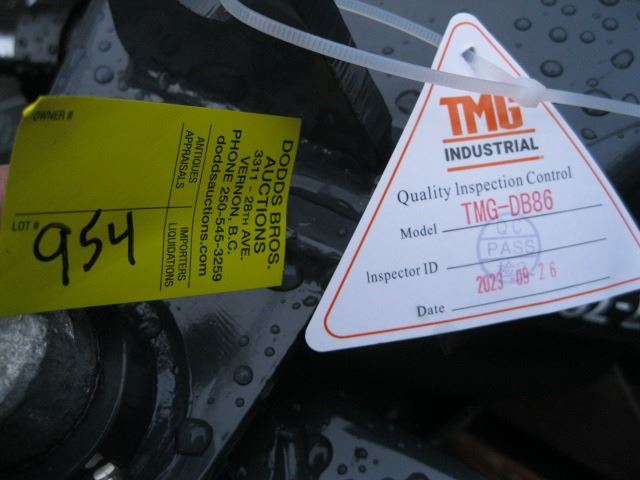 OWNER #
LOT # 954
DODDS BROS.
AUCTIONS
3311 - 28TH AVE.
VERNON, B.C.
PHONE 250-545-3259
doddsauctions.com
ANTIQUES IMPORTERS
APPRAISALS LIQUIDATIONS
TMG
INDUSTRIAL
Quality Inspection Control
Model TMG-DB86
Inspector ID
QC
PASS
Date 2023 09 26